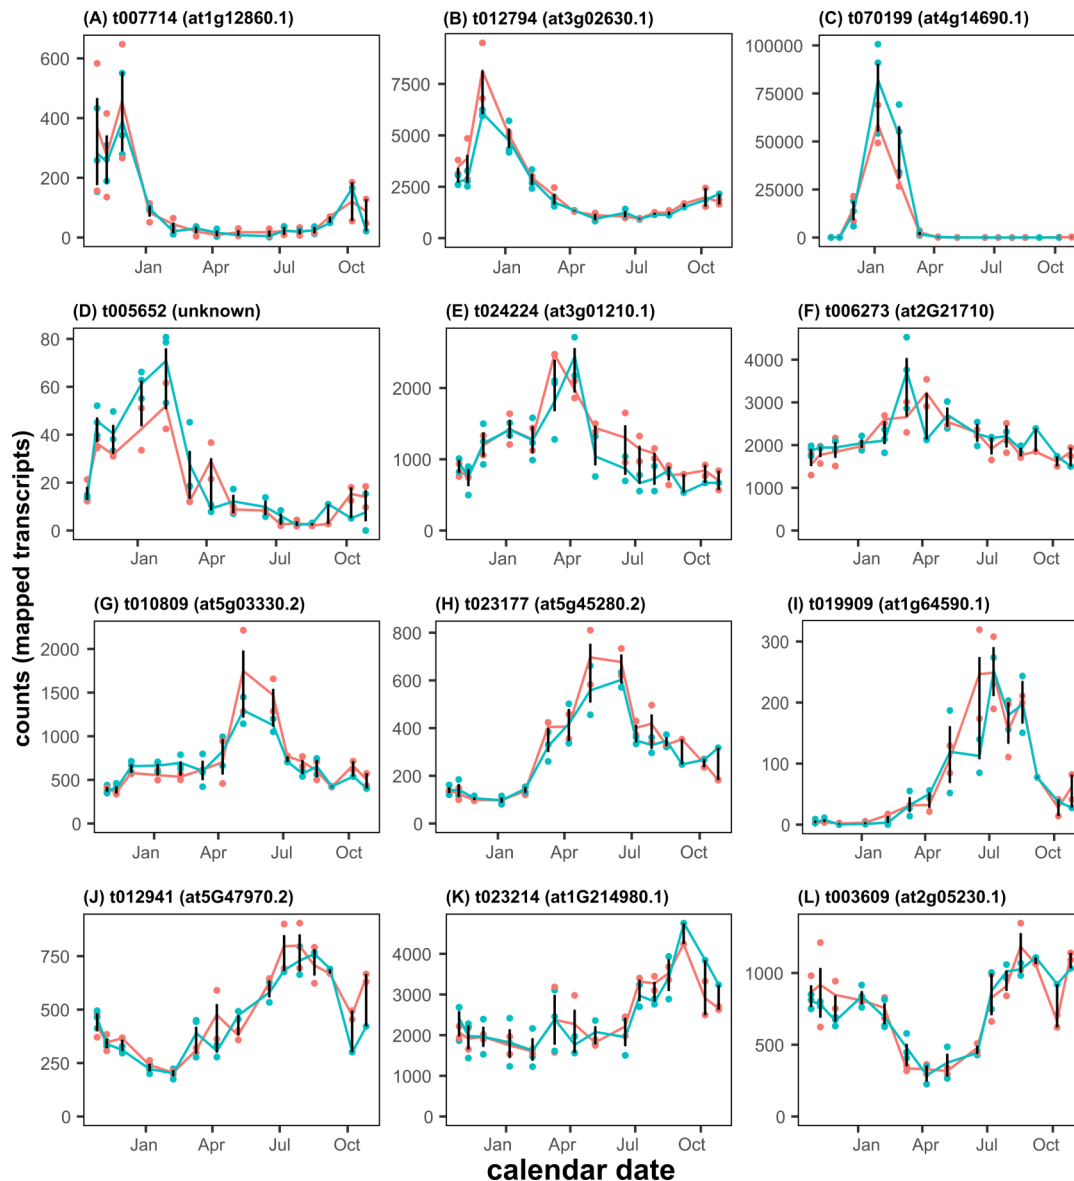 (A) t007714 (at1g12860.1)
(B) t012794 (at3g02630.1)
(C) t070199 (at4g14690.1)
600
400
200
0
Jan Apr Jul Oct
7500
5000
2500
0
Jan Apr Jul Oct
100000
75000
50000
25000
0
Jan Apr Jul Oct
(D) t005652 (unknown)
(E) t024224 (at3g01210.1)
(F) t006273 (at2G21710)
80
60
40
20
0
Jan Apr Jul Oct
2000
1000
0
Jan Apr Jul Oct
4000
3000
2000
1000
0
Jan Apr Jul Oct
counts (mapped transcripts)
(G) t010809 (at5g03330.2)
(H) t023177 (at5g45280.2)
(I) t019909 (at1g64590.1)
2000
1500
1000
500
0
Jan Apr Jul Oct
800
600
400
200
0
Jan Apr Jul Oct
300
200
100
0
Jan Apr Jul Oct
(J) t012941 (at5G47970.2)
(K) t023214 (at1G214980.1)
(L) t003609 (at2g05230.1)
750
500
250
0
Jan Apr Jul Oct
4000
3000
2000
1000
0
Jan Apr Jul Oct
1000
500
0
Jan Apr Jul Oct
calendar date